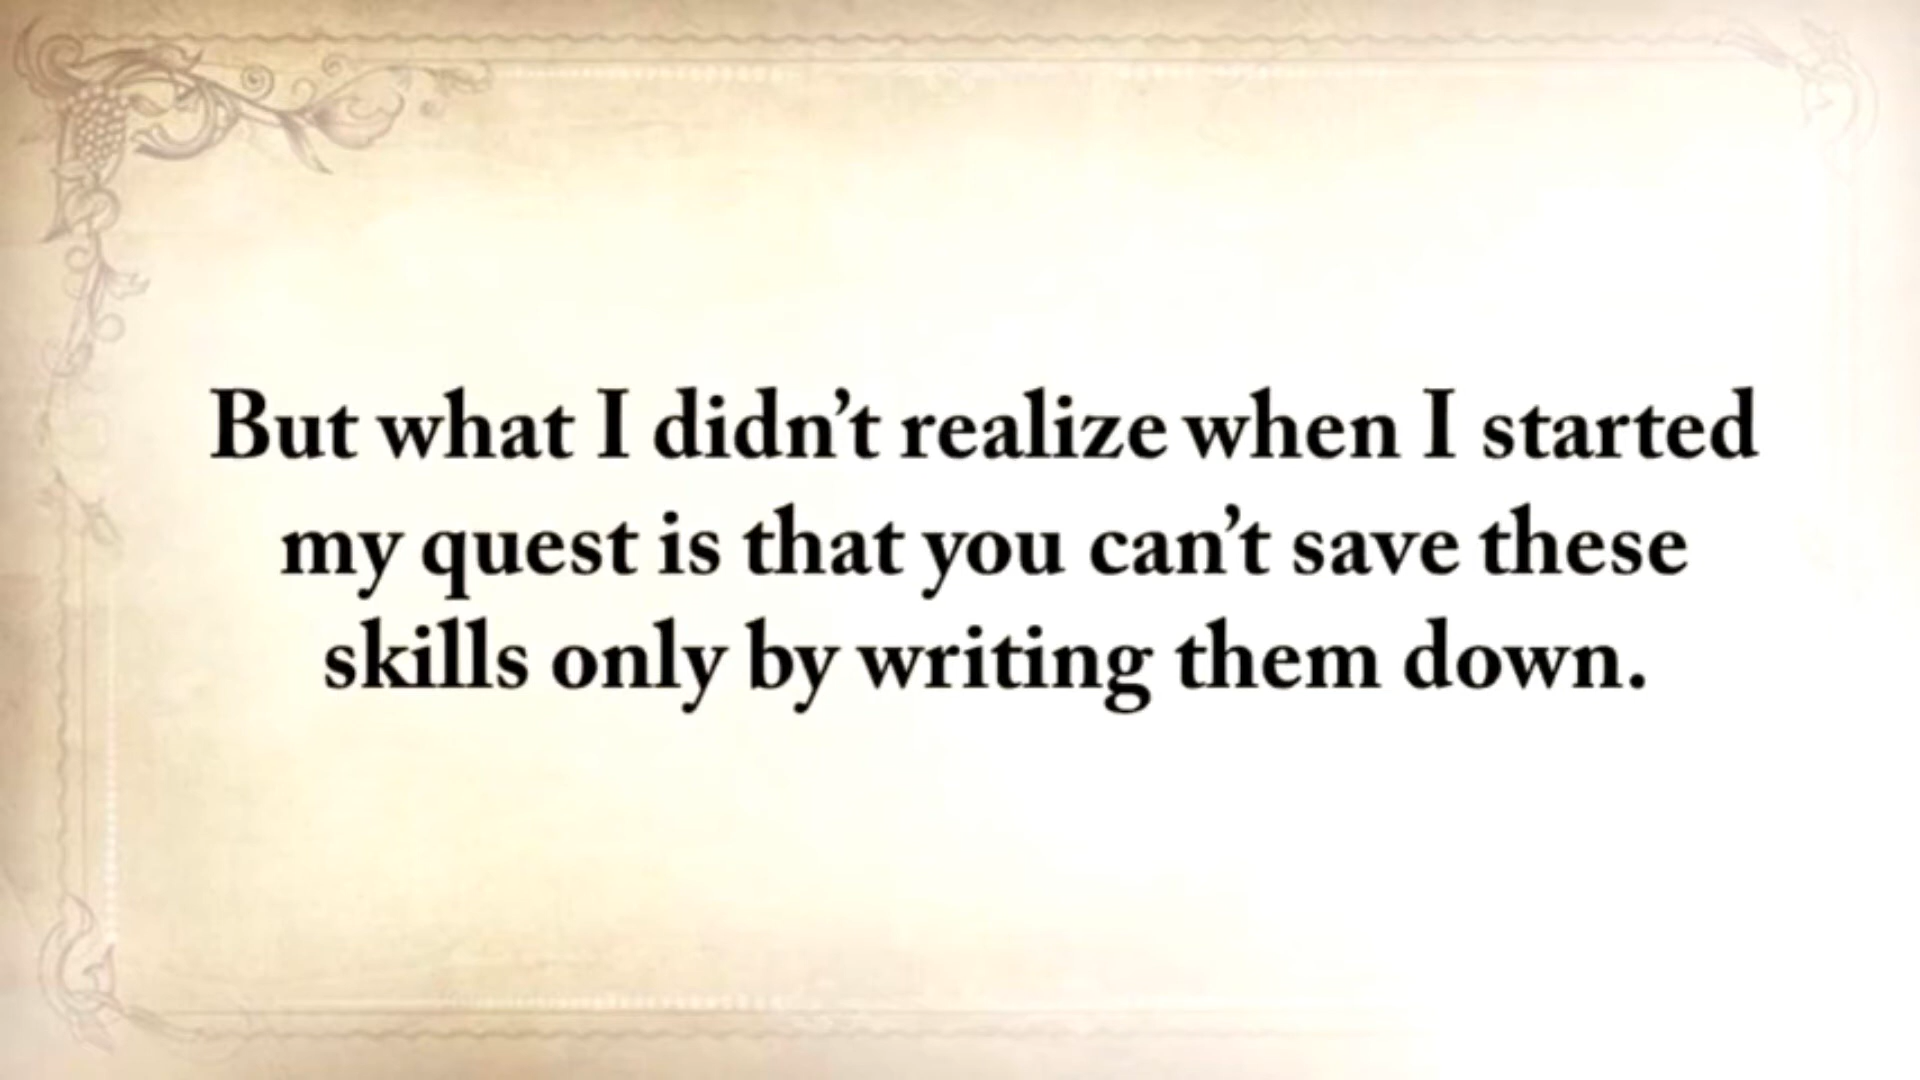 But what I didn’t realize when I started
my quest is that you can’t save these
skills only by writing them down.